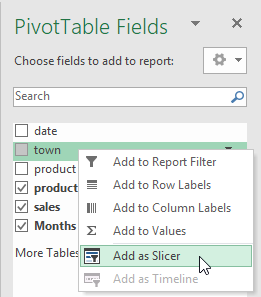 PivotTable Fields
Choose fields to add to report:
Search
date
town
product
product
sales
Months
More Tables
Add to Report Filter
Add to Row Labels
Add to Column Labels
Add to Values
Add as Slicer
Add as Timeline